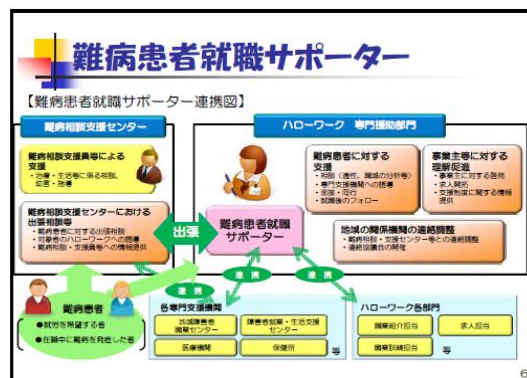 難病患者就職サポーター
【難病患者就職サポーター連携図】
難病相談支援センター
難病相談支援員等による
支援
・治療・生活等に係る相談、
助言・指導
難病相談支援センターにおける
出張相談等
・難病患者に対する出張相談
・対象者のハローワークへの誘導
・難病相談・支援員等への情報提供
出張
ハローワーク 専門援助部門
難病患者就職
サポーター
難病患者に対する
支援
・相談（適性、職域の分析等）
・専門支援機関への誘導
・面接・同行
・就職後のフォロー
事業主等に対する
理解促進
・事業主に対する啓発
・求人開拓
・支援制度に関する情報
提供
地域の関係機関の連絡調整
・難病相談・支援センター等との連絡調整
・連絡協議会の開催
連携
連携
連携
難病患者
●就労を希望する者
●在職中に難病を発症した者
各専門支援機関
地域障害者
職業センター
障害者就業・生活支援
センター
医療機関
保健所
等
ハローワーク各部門
職業紹介担当
求人担当
職業訓練担当
等
6